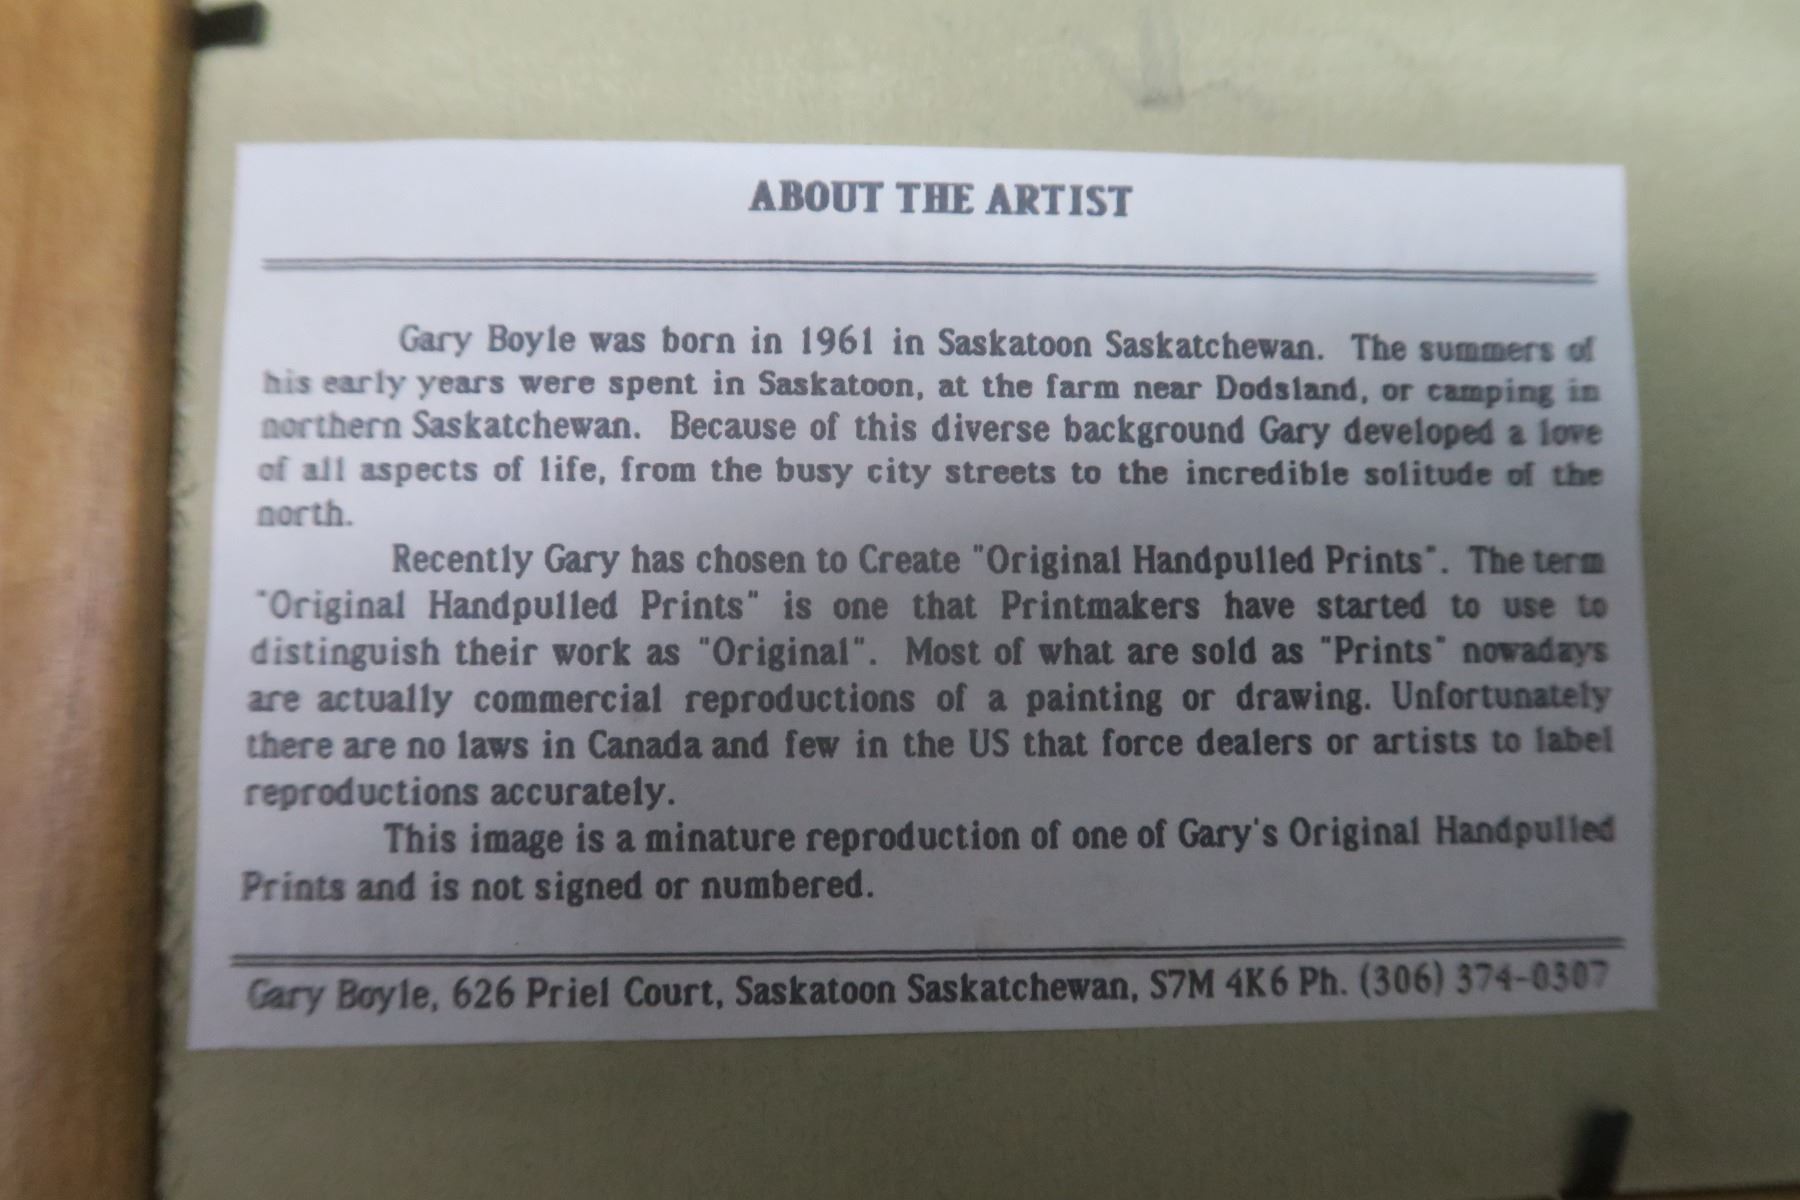 ABOUT THE ARTIST
Gary Boyle was born in 1961 in Saskatoon Saskatchewan. The summers of
his early years were spent in Saskatoon, at the farm near Dodsland, or camping in
northern Saskatchewan. Because of this diverse background Gary developed a love
of all aspects of life, from the busy city streets to the incredible solitude of the
north.
Recently Gary has chosen to Create "Original Handpulled Prints". The term
"Original Handpulled Prints" is one that Printmakers have started to use to
distinguish their work as "Original". Most of what are sold as "Prints" nowadays
are actually commercial reproductions of a painting or drawing. Unfortunately
there are no laws in Canada and few in the US that force dealers or artists to label
reproductions accurately.
This image is a minature reproduction of one of Gary's Original Handpulled
Prints and is not signed or numbered.
Gary Boyle, 626 Priel Court, Saskatoon Saskatchewan, S7M 4K6 Ph. (306) 374-0307